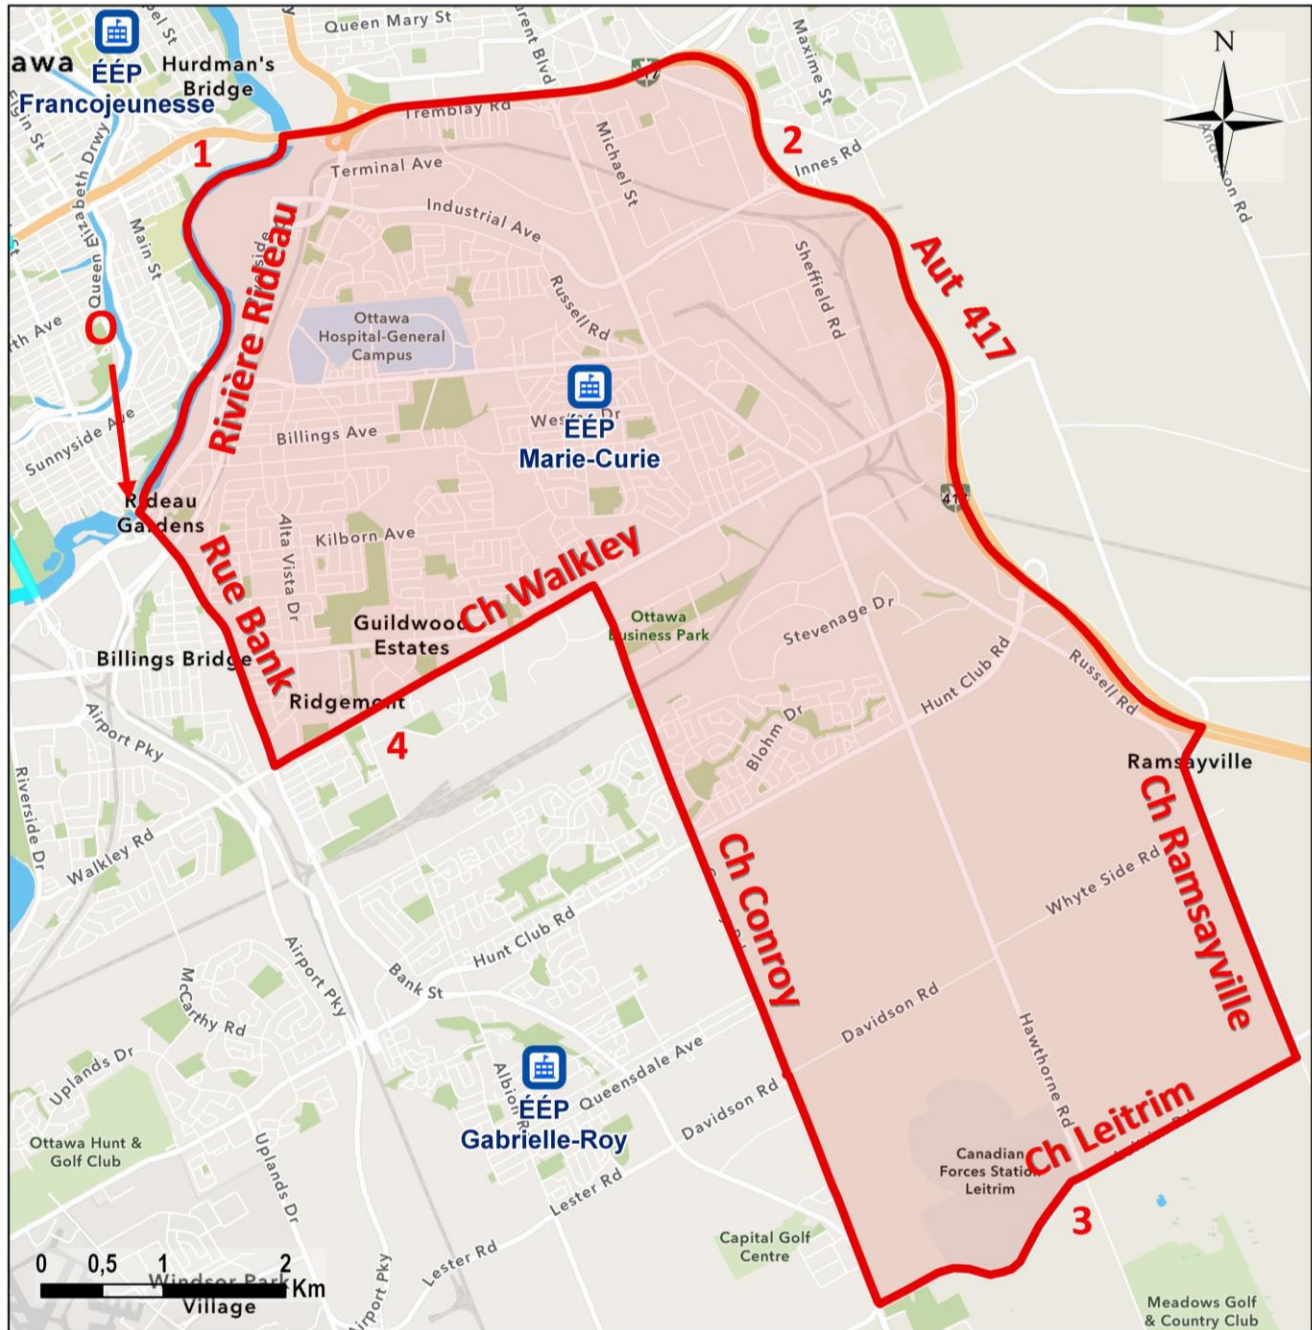 Queen Mary St
awa
ÉÉP
Francojeunesse
Hurdman's
Bridge
Maxime St
N
Elgin St
Queen Elizabeth Drwy
1
Tremblay Rd
2
Innes Rd
Terminal Ave
Michael St
Main St
Industrial Ave
Rivière Rideau
Sheffield Rd
Aut 417
Russell Rd
O
Ottawa
Hospital-General
Campus
Sunnyside Ave
Billings Ave
ÉÉP
Marie-Curie
Rideau
Gardens
Kilborn Ave
Alta Vista Dr
Rue Bank
Ch Walkley
Guildwood
Estates
Ottawa
Business Park
Stevenage Dr
Billings Bridge
Ridgemont
4
Hunt Club Rd
Russell Rd
Blohm Dr
Airport Pky
Riverside Dr
Walkley Rd
Ramsayville
Ch Ramsayville
Ch Conroy
Whyte Side Rd
Hunt Club Rd
Airport Pky
Bank St
McCarthy Rd
Davidson Rd
Hawthorne Rd
Uplands Dr
Queensdale Ave
Davidson Rd
ÉÉP
Gabrielle-Roy
Ottawa Hunt &
Golf Club
Uplands Dr
Canadian
Forces Station
Leitrim
Ch Leitrim
3
Lester Rd
Capital Golf
Centre
Lester Rd
Airport Pky
0 0,5 1 2
Km
Windsor Park
Village
Meadows Golf
& Country Club